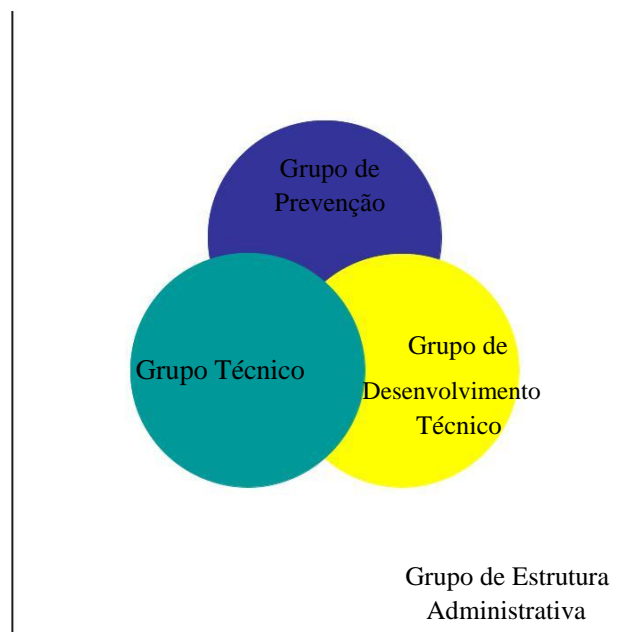 Grupo de
Prevenção
Grupo Técnico
Grupo de
Desenvolvimento
Técnico
Grupo de Estrutura
Administrativa